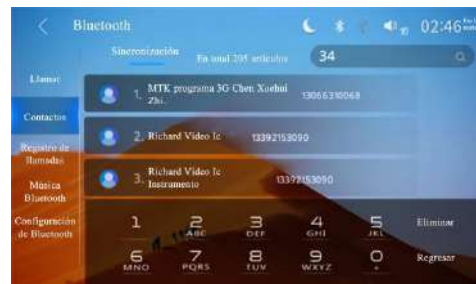 Bluetooth
02:46
Sincronización
En total 205 artículos
34
Llamar
Contactos
Registro de
llamadas
Música
Bluetooth
Configuración
de Bluetooth
1. MTK programa 3G Chen Xuehui
Zhi.
13066310068
2. Richard Video Ic
13392153090
3. Richard Video Ic
Instrumento
13392153090
1
2 ABC
3 DEF
4 GHI
5 JKL
Eliminar
6 MNO
7 PQRS
8 TUV
9 WXYZ
O
+
Regresar